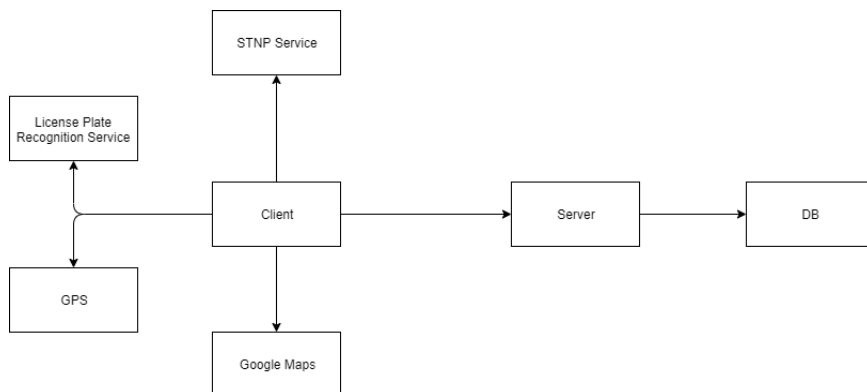 STNP Service
License Plate
Recognition Service
Client
Server
DB
GPS
Google Maps